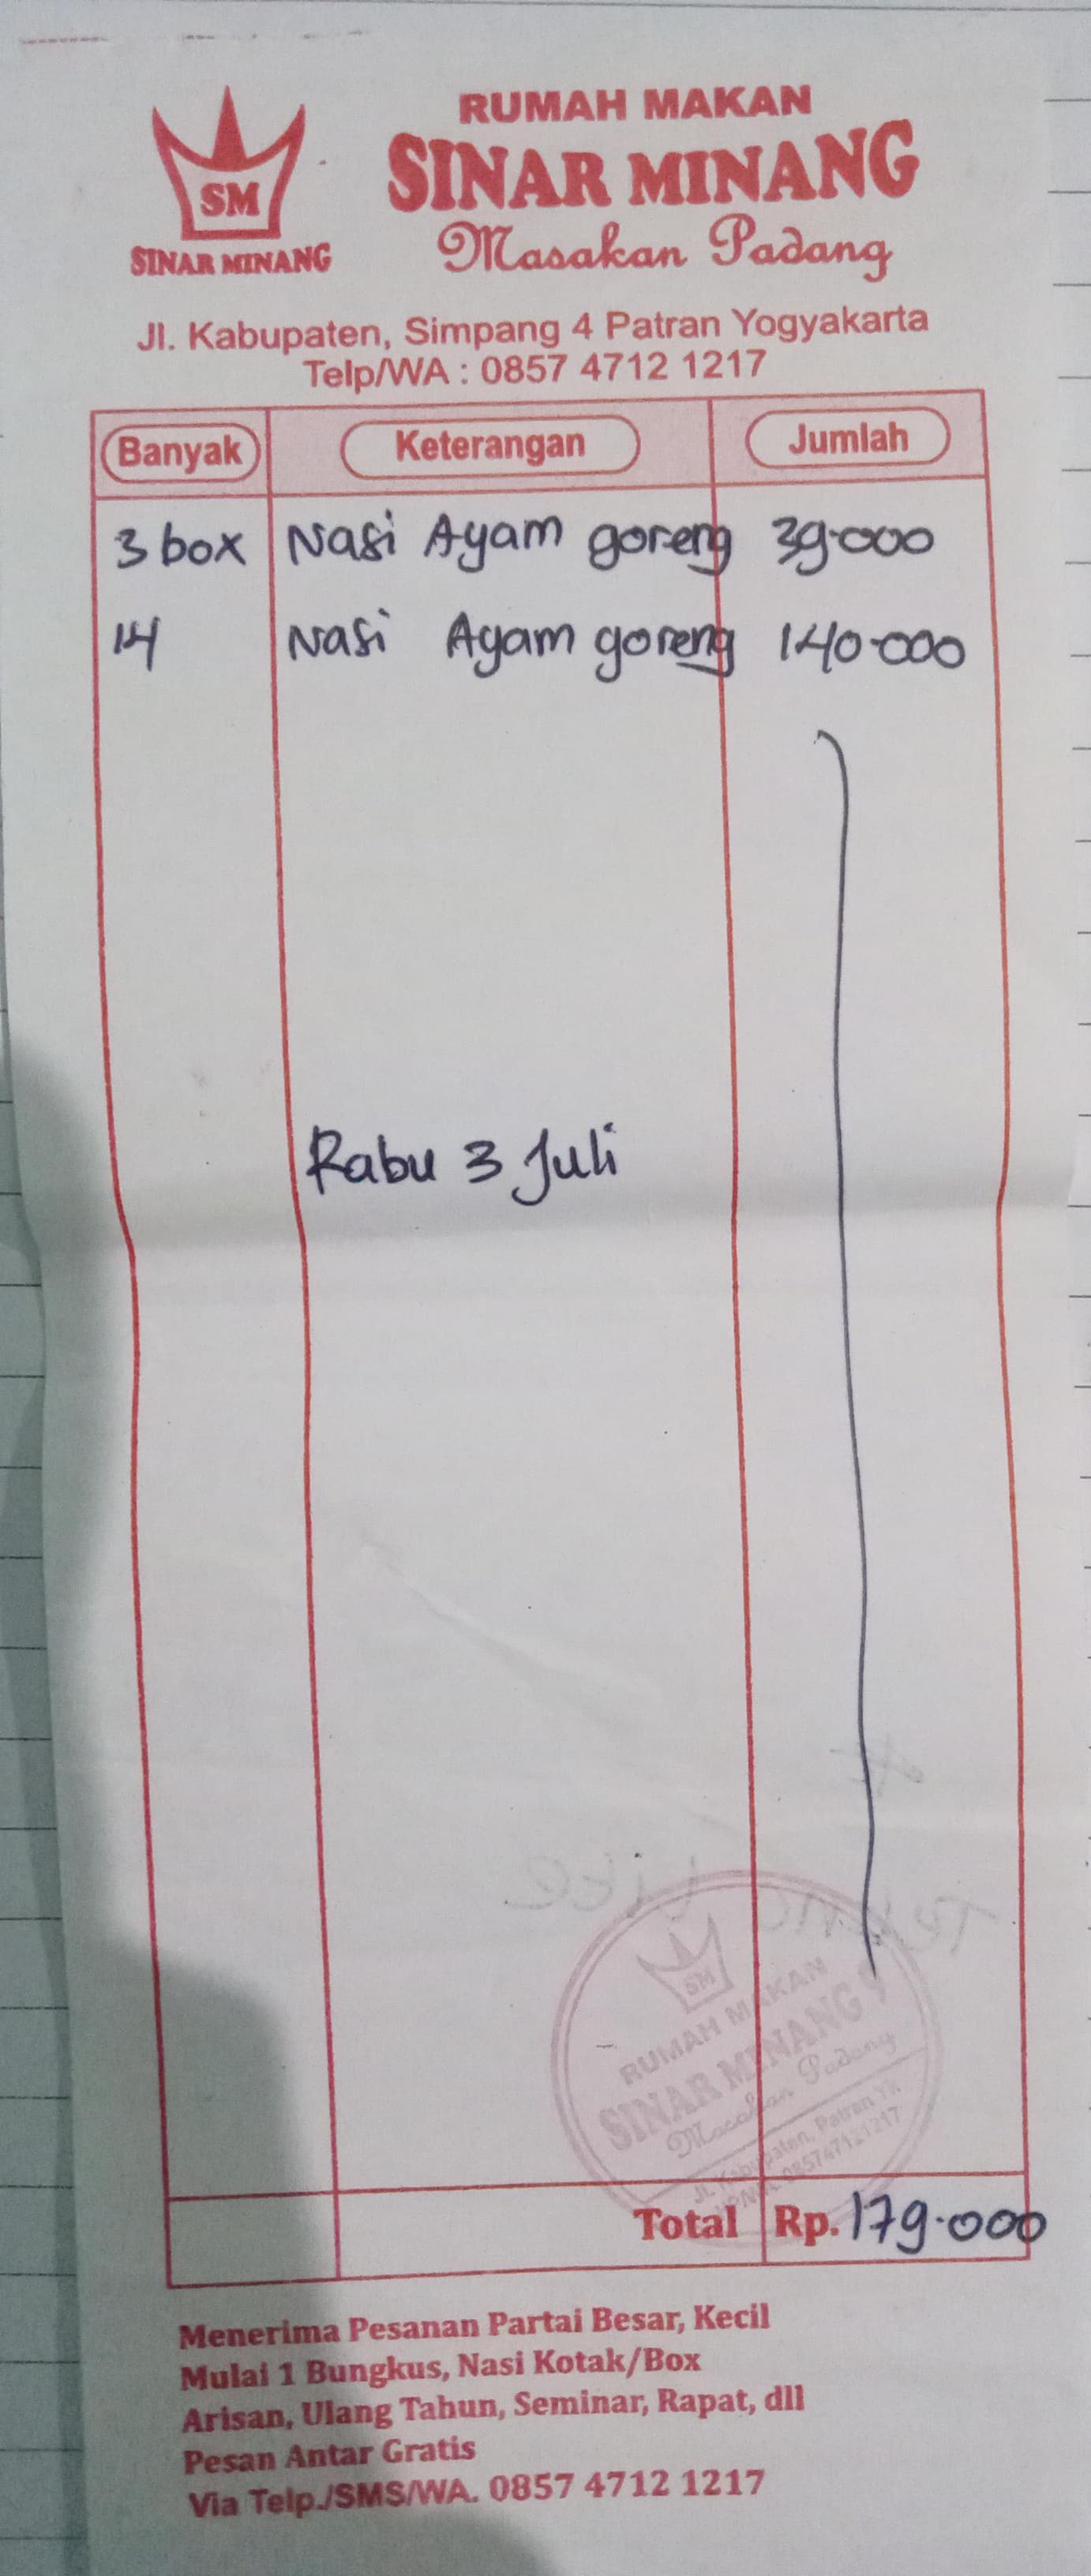 RUMAH MAKAN
SINAR MINANG
Masakan Padang
SM
SINAR MINANG
Jl. Kabupaten, Simpang 4 Patran Yogyakarta
Telp/WA : 0857 4712 1217
Banyak Keterangan Jumlah
3 box Nasi Ayam goreng 39.000
14 Nasi Ayam goreng 140.000
Rabu 3 Juli
SM
RUMAH MAKAN
SINAR MINANG
Masakan Padang
Jl. Kabupaten, Patran YK
085747121217
Total Rp. 179.000
Menerima Pesanan Partai Besar, Kecil
Mulai 1 Bungkus, Nasi Kotak/Box
Arisan, Ulang Tahun, Seminar, Rapat, dll
Pesan Antar Gratis
Via Telp./SMS/WA. 0857 4712 1217